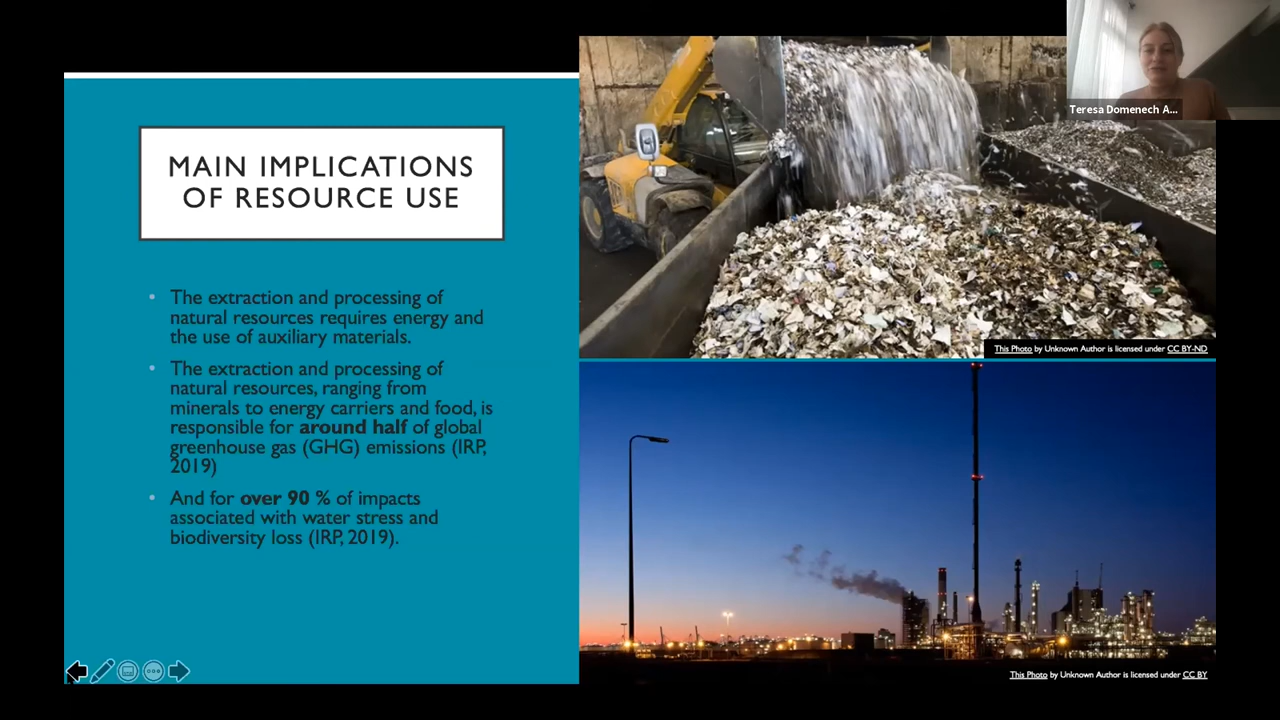 MAIN IMPLICATIONS
OF RESOURCE USE
• The extraction and processing of
natural resources requires energy and
the use of auxiliary materials.
• The extraction and processing of
natural resources, ranging from
minerals to energy carriers and food, is
responsible for around half of global
greenhouse gas (GHG) emissions (IRP,
2019)
• And for over 90 % of impacts
associated with water stress and
biodiversity loss (IRP, 2019).
Teresa Domenech A...
This Photo by Unknown Author is licensed under CC BY-ND
This Photo by Unknown Author is licensed under CC BY